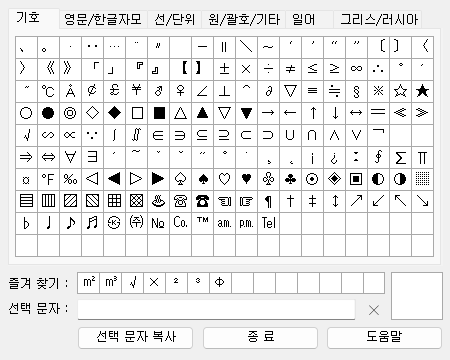 기호 영문/한글자모 선/단위 원/괄호/기타 일어 그리스/러시아
、 。 · ‥ … ¨ 〃 ― ∥ ＼ ∼ ‘ ’ “ ” 〔 〕 〈
〉 《 》 「 」 『 』 【 】 ± × ÷ ≠ ≤ ≥ ∞ ∴ ° ′
″ ℃ Å ￠ ￡ ￥ ♂ ♀ ∠ ⊥ ⌒ ∂ ▽ ≡ ≒ § ※ ☆ ★
○ ● ◎ ◇ ◆ □ ■ △ ▲ ▽ ▼ → ← ↑ ↓ ↔ 〓 ≪ ≫
√ ∽ ∝ ∵ ∫ ∬ ∈ ∋ ⊆ ⊇ ⊂ ⊃ ∪ ∩ ∧ ∨ ￢
⇒ ⇔ ∀ ∃ ´ ～ ˇ ˘ ˝ ˚ ˙ ¸ ˛ ¡ ¿ ː ∮ ∑ ∏
¤ ℉ ‰ ◁ ◀ ▷ ▶ ♤ ♠ ♡ ♥ ♧ ♣ ⊙ ◈ ▣ ◐ ◑ ▒
▤ ▥ ▨ ▧ ▦ ▩ ♨ ☏ ☎ ☜ ☞ ¶ † ‡ ↕ ↗ ↙ ↖ ↘
♭ ♩ ♪ ♬ ㉿ ㈜ № ㏇ ™ ㏂ ㏘ ℡
즐겨 찾기 : m² m³ √ × ² ³ Φ
선택 문자 :
선택 문자 복사 종 료 도움말